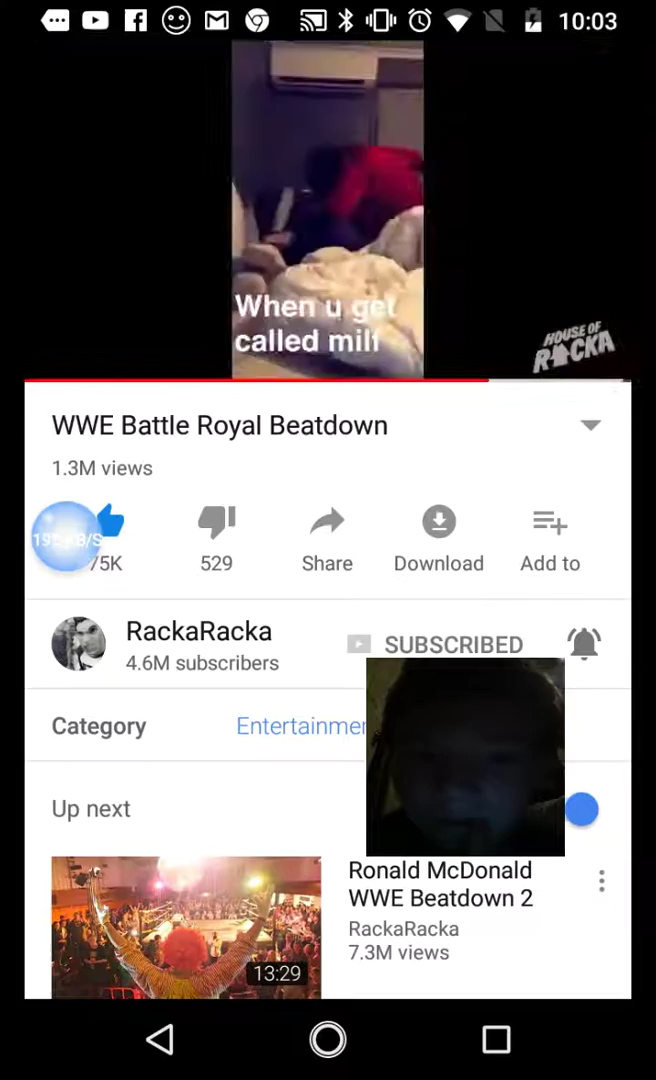 10:03
When u get
called milf
HOUSE OF
RACKA
WWE Battle Royal Beatdown
1.3M views
75K
529
Share
Download
Add to
RackaRacka
4.6M subscribers
SUBSCRIBED
Category
Up next
Ronald McDonald
WWE Beatdown 2
RackaRacka
7.3M views
13:29